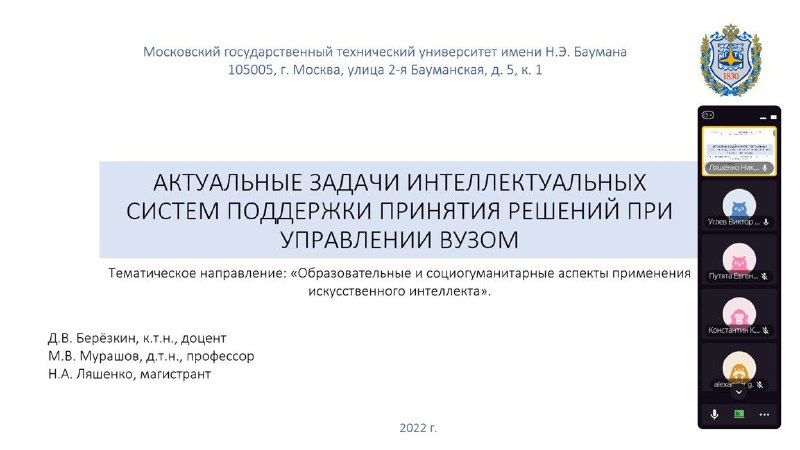 Московский государственный технический университет имени Н.Э. Баумана
105005, г. Москва, улица 2-я Бауманская, д. 5, к. 1
1830
АКТУАЛЬНЫЕ ЗАДАЧИ ИНТЕЛЛЕКТУАЛЬНЫХ
СИСТЕМ ПОДДЕРЖКИ ПРИНЯТИЯ РЕШЕНИЙ ПРИ
УПРАВЛЕНИИ ВУЗОМ
Тематическое направление: «Образовательные и социогуманитарные аспекты применения
искусственного интеллекта».
Д.В. Берёзкин, к.т.н., доцент
М.В. Мурашов, д.т.н., профессор
Н.А. Ляшенко, магистрант
2022 г.
Ляшенко Ник...
Углев Виктор ...
Путята Евген...
Константин К...
alexander g.